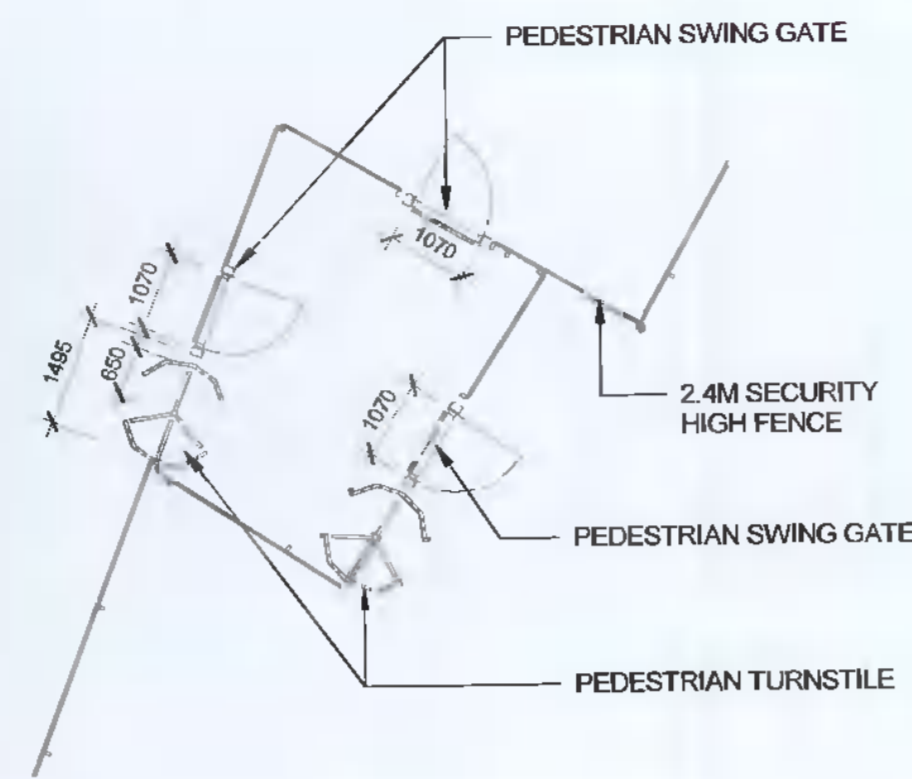 PEDESTRIAN SWING GATE
1070
1070
1495
650
1070
2.4M SECURITY
HIGH FENCE
PEDESTRIAN SWING GATE
PEDESTRIAN TURNSTILE